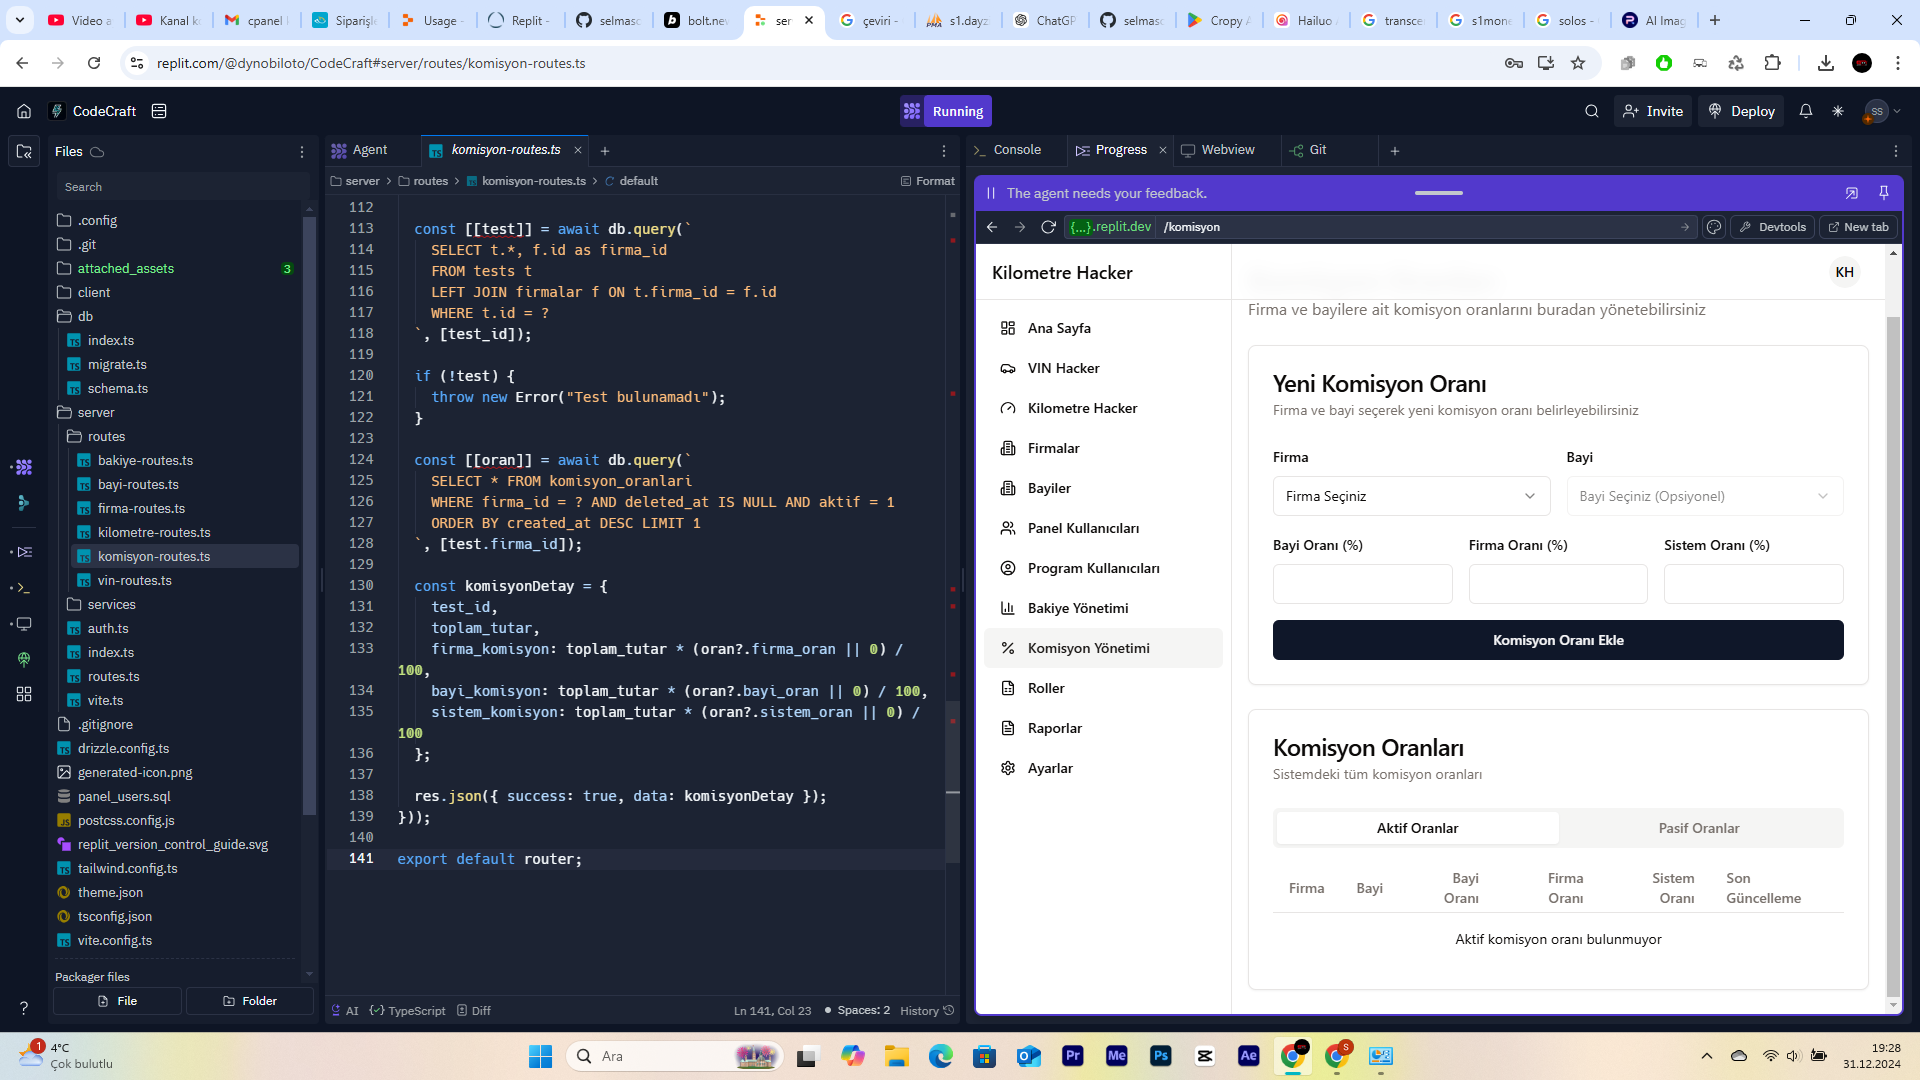 Video a
Kanal k
cpanel
Siparişle
Usage -
Replit -
selmasc
bolt.ne
ser
çeviri -
s1.dayz
ChatGP
selmasc
Cropy A
Hailuo
transce
s1mone
solos -
AI Imag
replit.com/@dynobiloto/CodeCraft#server/routes/komisyon-routes.ts
CodeCraft
Running
Invite
Deploy
SS
Files
Search
.config
.git
attached_assets 3
client
db
index.ts
migrate.ts
schema.ts
server
routes
bakiye-routes.ts
bayi-routes.ts
firma-routes.ts
kilometre-routes.ts
komisyon-routes.ts
vin-routes.ts
services
auth.ts
index.ts
routes.ts
vite.ts
.gitignore
drizzle.config.ts
generated-icon.png
panel_users.sql
postcss.config.js
replit_version_control_guide.svg
tailwind.config.ts
theme.json
tsconfig.json
vite.config.ts
Packager files
File
Folder
Agent
komisyon-routes.ts
server > routes > komisyon-routes.ts > default
Format
112
113 const [[test]] = await db.query(`
114 SELECT t.*, f.id as firma_id
115 FROM tests t
116 LEFT JOIN firmalar f ON t.firma_id = f.id
117 WHERE t.id = ?
118 `, [test_id]);
119
120 if (!test) {
121 throw new Error("Test bulunamadı");
122 }
123
124 const [[oran]] = await db.query(`
125 SELECT * FROM komisyon_oranlari
126 WHERE firma_id = ? AND deleted_at IS NULL AND aktif = 1
127 ORDER BY created_at DESC LIMIT 1
128 `, [test.firma_id]);
129
130 const komisyonDetay = {
131 test_id,
132 toplam_tutar,
133 firma_komisyon: toplam_tutar * (oran?.firma_oran || 0) /
100,
134 bayi_komisyon: toplam_tutar * (oran?.bayi_oran || 0) / 100,
135 sistem_komisyon: toplam_tutar * (oran?.sistem_oran || 0) /
100
136 };
137
138 res.json({ success: true, data: komisyonDetay });
139 }));
140
141 export default router;
AI
TypeScript
Diff
Ln 141, Col 23
Spaces: 2
History
Console
Progress
Webview
Git
The agent needs your feedback.
{...}.replit.dev
/komisyon
Devtools
New tab
Kilometre Hacker
KH
Ana Sayfa
VIN Hacker
Kilometre Hacker
Firmalar
Bayiler
Panel Kullanıcıları
Program Kullanıcıları
Bakiye Yönetimi
Komisyon Yönetimi
Roller
Raporlar
Ayarlar
Firma ve bayilere ait komisyon oranlarını buradan yönetebilirsiniz
Yeni Komisyon Oranı
Firma ve bayi seçerek yeni komisyon oranı belirleyebilirsiniz
Firma
Bayi
Firma Seçiniz
Bayi Seçiniz (Opsiyonel)
Bayi Oranı (%)
Firma Oranı (%)
Sistem Oranı (%)
Komisyon Oranı Ekle
Komisyon Oranları
Sistemdeki tüm komisyon oranları
Aktif Oranlar
Pasif Oranlar
Firma
Bayi
Bayi Oranı
Firma Oranı
Sistem Oranı
Son Güncelleme
Aktif komisyon oranı bulunmuyor
1
4°C
Çok bulutlu
Ara
Pr
Me
Ps
Ae
S
19:28
31.12.2024